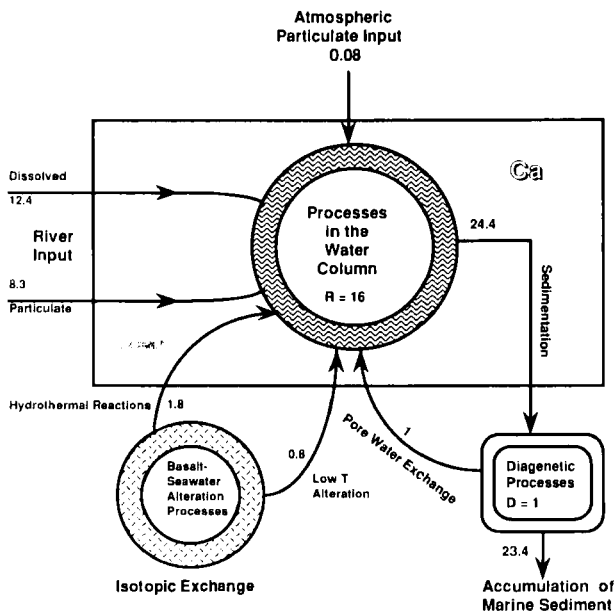 Atmospheric
Particulate Input
0.08
Ca
Dissolved
12.4
River
Input
8.3
Particulate
Processes
in the
Water
Column
R = 16
24.4
Sedimentation
Hydrothermal Reactions
1.8
0.8
Low T
Alteration
1
Pore Water Exchange
Basalt-
Seawater
Alteration
Processes
Isotopic Exchange
Diagenetic
Processes
D = 1
23.4
Accumulation of
Marine Sediment